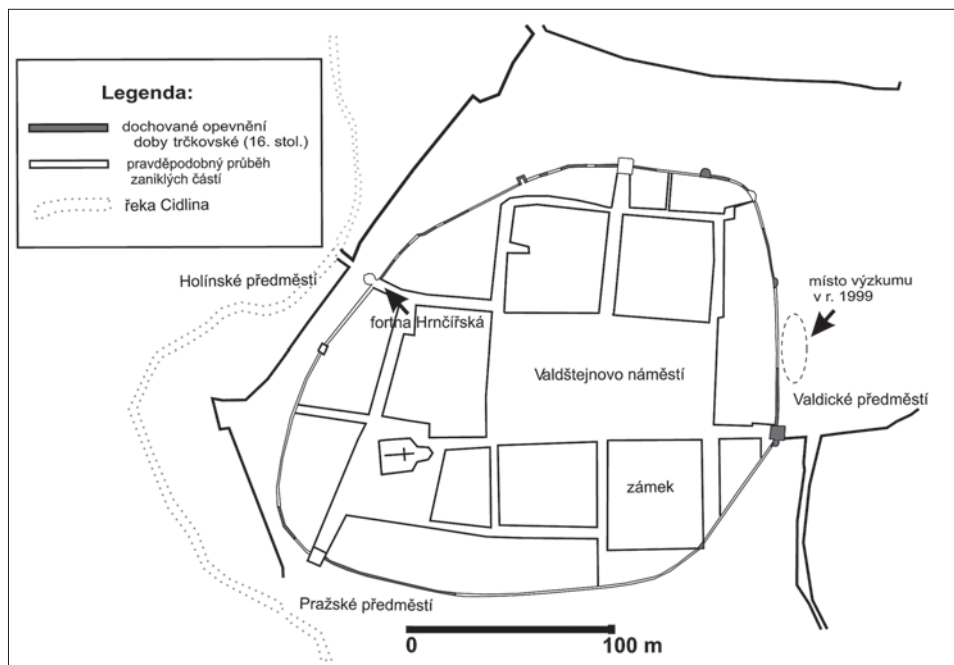 Legenda:
dochované opevnění
doby trčkovské (16. stol.)
pravděpodobný průběh
zaniklých částí
řeka Cidlina
Holínské předměstí
fortna Hrnčířská
místo výzkumu
v r. 1999
Valdštejnovo náměstí
Valdické předměstí
zámek
Pražské předměstí
0 100 m